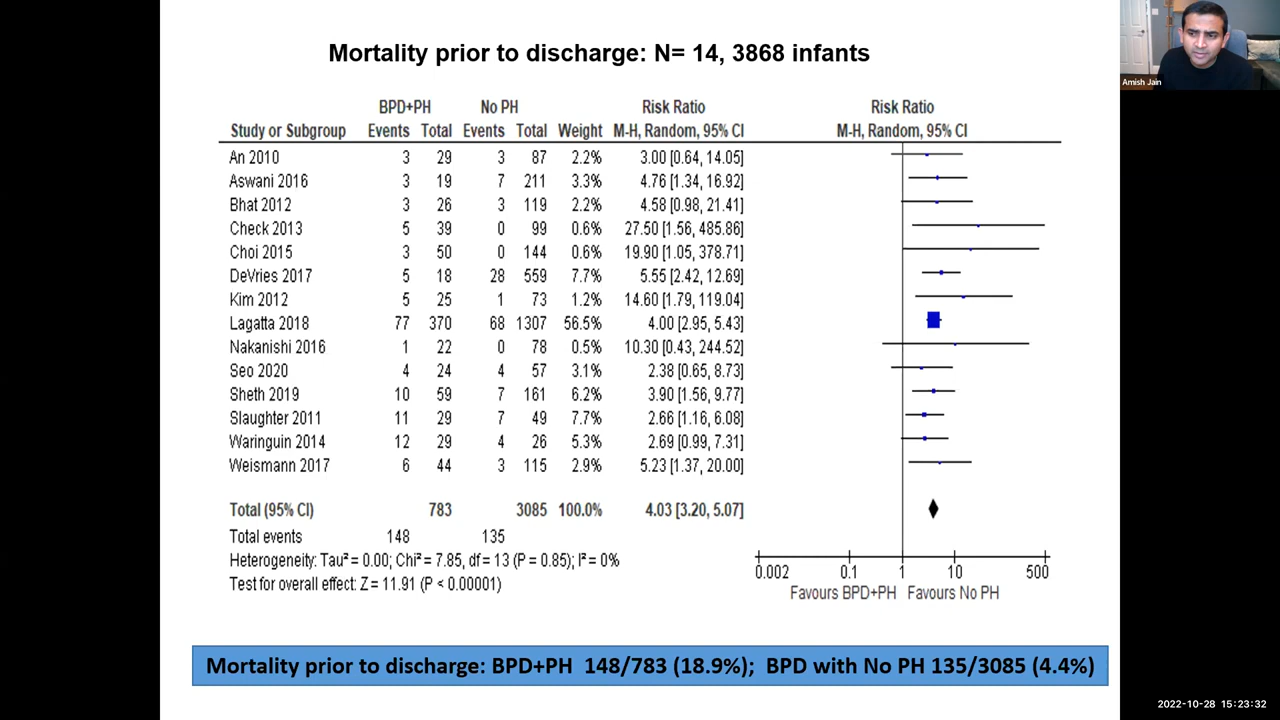 Mortality prior to discharge: N= 14, 3868 infants
Amish Jain
BPD+PH No PH Risk Ratio Risk Ratio
Study or Subgroup Events Total Events Total Weight M-H, Random, 95% CI M-H, Random, 95% CI
An 2010 3 29 3 87 2.2% 3.00 [0.64, 14.05]
Aswani 2016 3 19 7 211 3.3% 4.76 [1.34, 16.92]
Bhat 2012 3 26 3 119 2.2% 4.58 [0.98, 21.41]
Check 2013 5 39 0 99 0.6% 27.50 [1.56, 485.86]
Choi 2015 3 50 0 144 0.6% 19.90 [1.05, 378.71]
DeVries 2017 5 18 28 559 7.7% 5.55 [2.42, 12.69]
Kim 2012 5 25 1 73 1.2% 14.60 [1.79, 119.04]
Lagatta 2018 77 370 68 1307 56.5% 4.00 [2.95, 5.43]
Nakanishi 2016 1 22 0 78 0.5% 10.30 [0.43, 244.52]
Seo 2020 4 24 4 57 3.1% 2.38 [0.65, 8.73]
Sheth 2019 10 59 7 161 6.2% 3.90 [1.56, 9.77]
Slaughter 2011 11 29 7 49 7.7% 2.66 [1.16, 6.08]
Waringuin 2014 12 29 4 26 5.3% 2.69 [0.99, 7.31]
Weismann 2017 6 44 3 115 2.9% 5.23 [1.37, 20.00]
Total (95% CI) 783 3085 100.0% 4.03 [3.20, 5.07]
Total events 148 135
Heterogeneity: Tau² = 0.00; Chi² = 7.85, df = 13 (P = 0.85); I² = 0%
Test for overall effect: Z = 11.91 (P < 0.00001)
0.002 0.1 1 10 500
Favours BPD+PH Favours No PH
Mortality prior to discharge: BPD+PH 148/783 (18.9%); BPD with No PH 135/3085 (4.4%)
2022-10-28 15:23:32